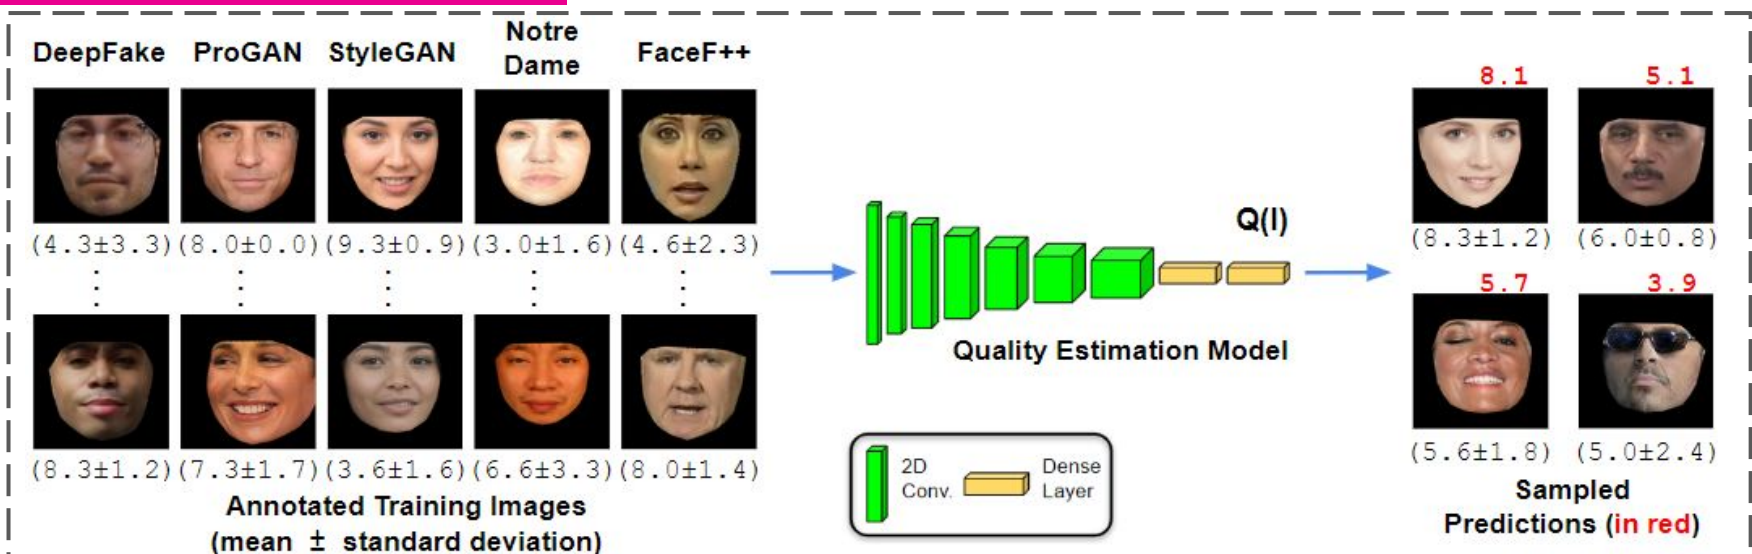 DeepFake ProGAN StyleGAN Notre Dame FaceF++
(4.3±3.3) (8.0±0.0) (9.3±0.9) (3.0±1.6) (4.6±2.3)
(8.3±1.2) (7.3±1.7) (3.6±1.6) (6.6±3.3) (8.0±1.4)
Annotated Training Images
(mean ± standard deviation)
Q(I)
Quality Estimation Model
2D
Conv.
Dense
Layer
8.1 5.1
(8.3±1.2) (6.0±0.8)
5.7 3.9
(5.6±1.8) (5.0±2.4)
Sampled
Predictions (in red)